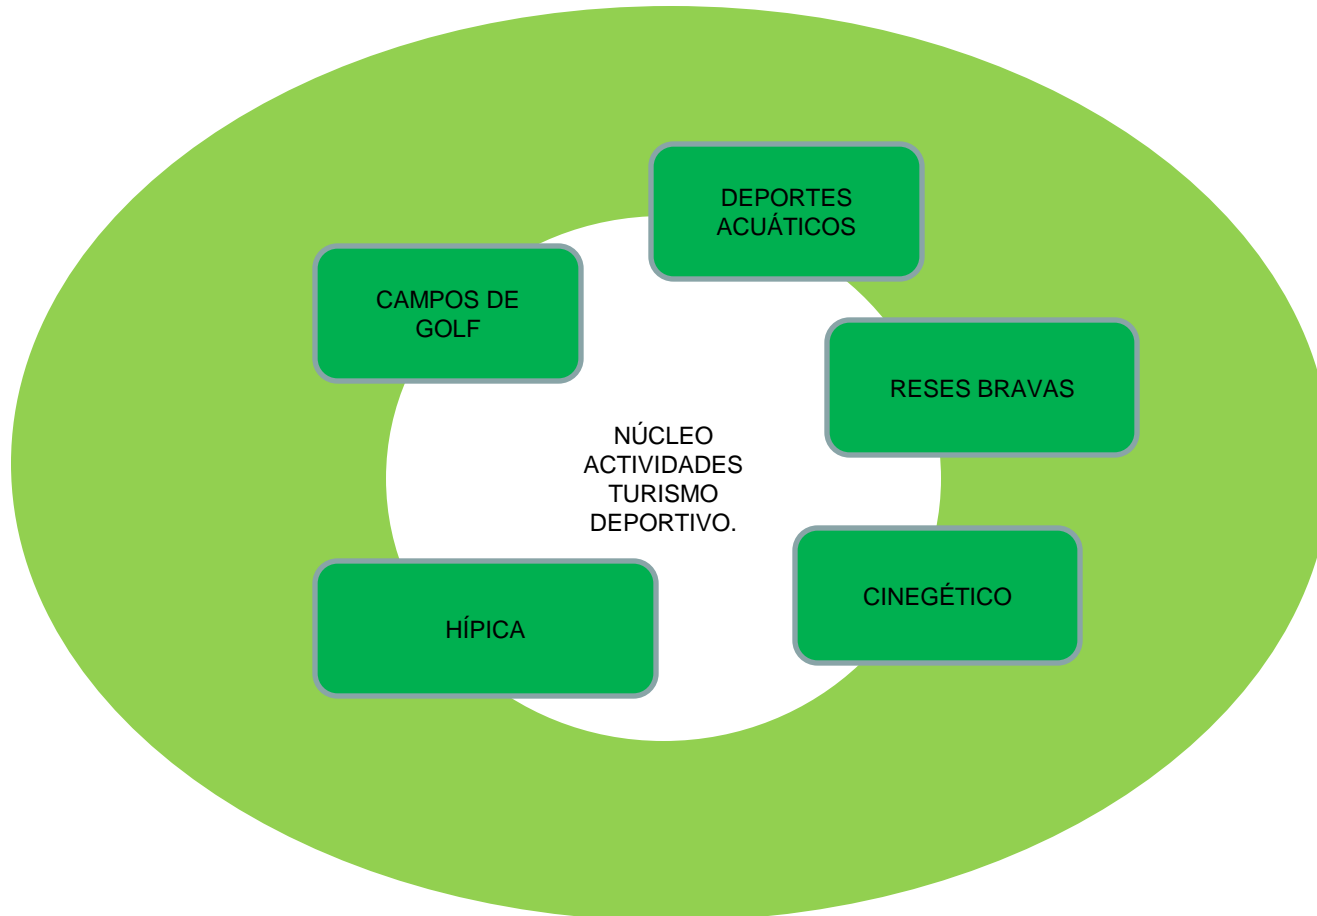 DEPORTES
ACUÁTICOS
CAMPOS DE
GOLF
RESES BRAVAS
NÚCLEO
ACTIVIDADES
TURISMO
DEPORTIVO.
CINEGÉTICO
HÍPICA